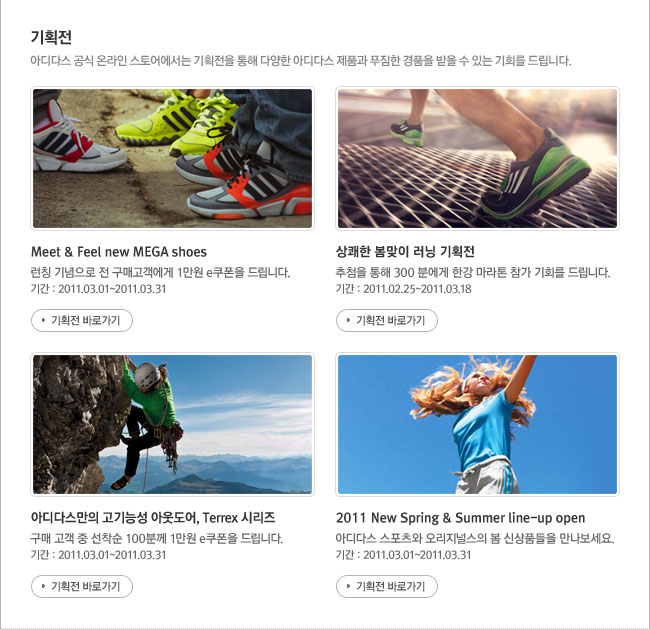 기획전
아디다스 공식 온라인 스토어에서는 기획전을 통해 다양한 아디다스 제품과 푸짐한 경품을 받을 수 있는 기회를 드립니다.
Meet & Feel new MEGA shoes
런칭 기념으로 전 구매고객에게 1만원 e쿠폰을 드립니다.
기간 : 2011.03.01~2011.03.31
기획전 바로가기
상쾌한 봄맞이 러닝 기획전
추첨을 통해 300 분에게 한강 마라톤 참가 기회를 드립니다.
기간 : 2011.02.25~2011.03.18
기획전 바로가기
아디다스만의 고기능성 아웃도어, Terrex 시리즈
구매 고객 중 선착순 100분께 1만원 e쿠폰을 드립니다.
기간 : 2011.03.01~2011.03.31
기획전 바로가기
2011 New Spring & Summer line-up open
아디다스 스포츠와 오리지널스의 봄 신상품들을 만나보세요.
기간 : 2011.03.01~2011.03.31
기획전 바로가기